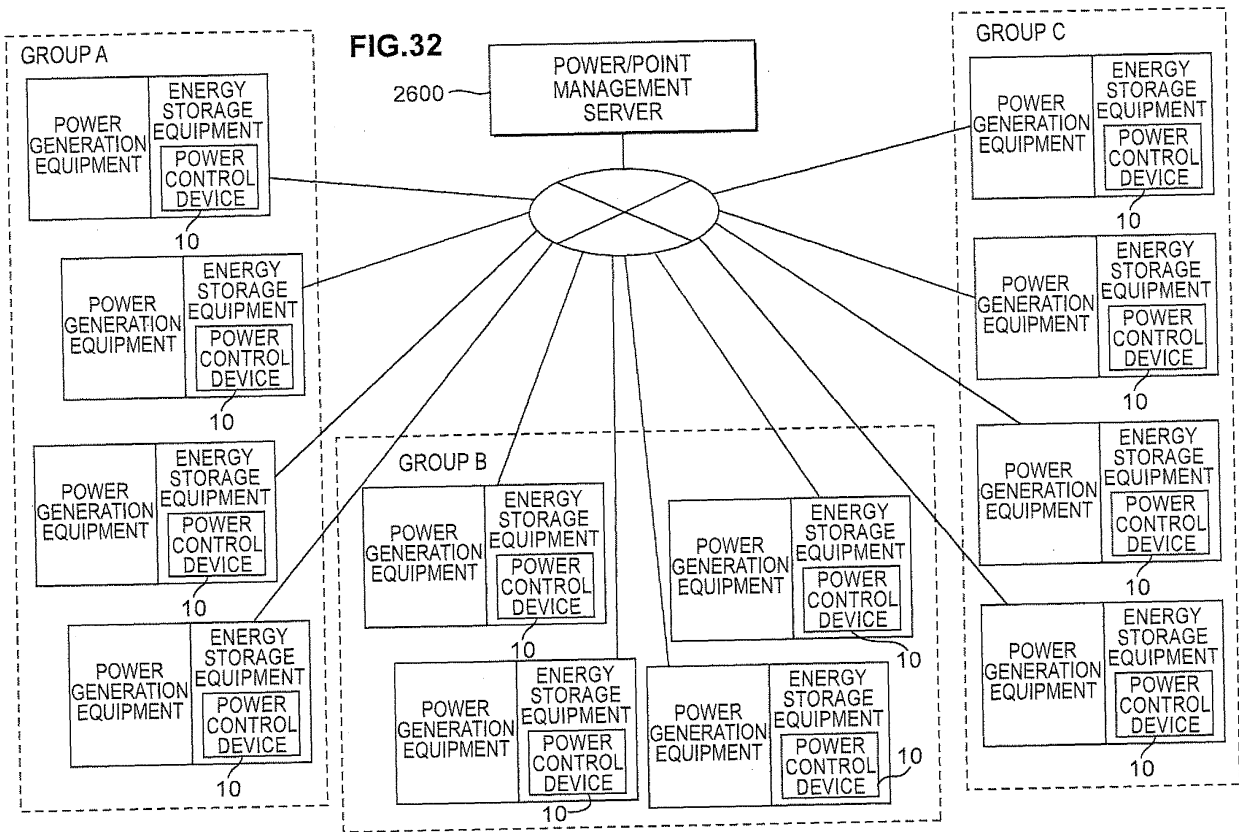 FIG.32
POWER/POINT
MANAGEMENT
SERVER
2600
GROUP A
POWER
GENERATION
EQUIPMENT
ENERGY
STORAGE
EQUIPMENT
POWER
CONTROL
DEVICE
10
POWER
GENERATION
EQUIPMENT
ENERGY
STORAGE
EQUIPMENT
POWER
CONTROL
DEVICE
10
POWER
GENERATION
EQUIPMENT
ENERGY
STORAGE
EQUIPMENT
POWER
CONTROL
DEVICE
10
POWER
GENERATION
EQUIPMENT
ENERGY
STORAGE
EQUIPMENT
POWER
CONTROL
DEVICE
10
GROUP B
POWER
GENERATION
EQUIPMENT
ENERGY
STORAGE
EQUIPMENT
POWER
CONTROL
DEVICE
10
POWER
GENERATION
EQUIPMENT
ENERGY
STORAGE
EQUIPMENT
POWER
CONTROL
DEVICE
10
POWER
GENERATION
EQUIPMENT
ENERGY
STORAGE
EQUIPMENT
POWER
CONTROL
DEVICE
10
POWER
GENERATION
EQUIPMENT
ENERGY
STORAGE
EQUIPMENT
POWER
CONTROL
DEVICE
10
GROUP C
POWER
GENERATION
EQUIPMENT
ENERGY
STORAGE
EQUIPMENT
POWER
CONTROL
DEVICE
10
POWER
GENERATION
EQUIPMENT
ENERGY
STORAGE
EQUIPMENT
POWER
CONTROL
DEVICE
10
POWER
GENERATION
EQUIPMENT
ENERGY
STORAGE
EQUIPMENT
POWER
CONTROL
DEVICE
10
POWER
GENERATION
EQUIPMENT
ENERGY
STORAGE
EQUIPMENT
POWER
CONTROL
DEVICE
10